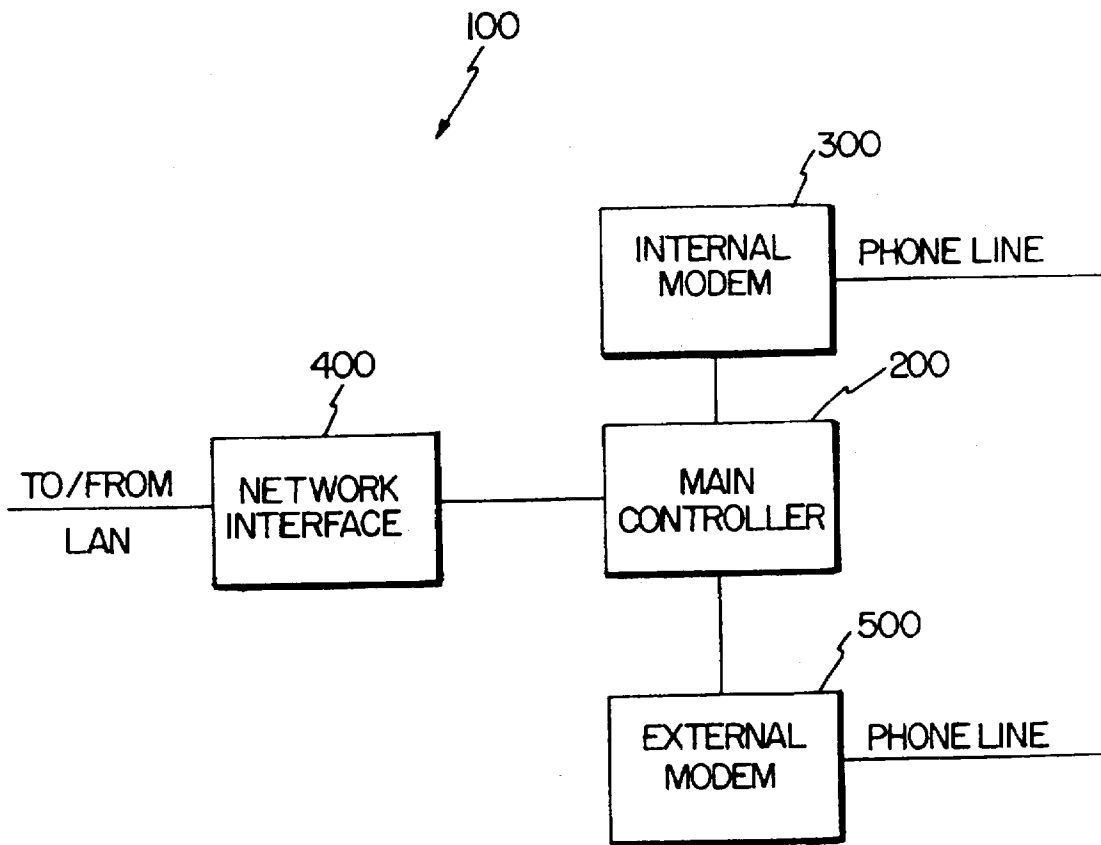 100
300
INTERNAL
MODEM
PHONE LINE
400
200
TO/FROM
LAN
NETWORK
INTERFACE
MAIN
CONTROLLER
500
EXTERNAL
MODEM
PHONE LINE